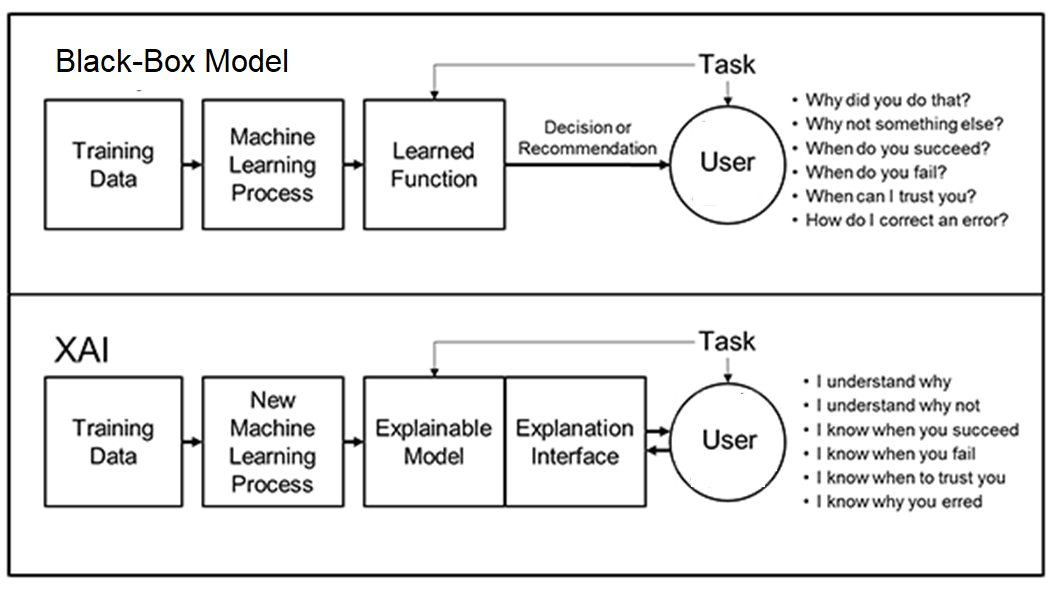 Black-Box Model
Task
Training
Data
Machine
Learning
Process
Learned
Function
Decision or
Recommendation
User
• Why did you do that?
• Why not something else?
• When do you succeed?
• When do you fail?
• When can I trust you?
• How do I correct an error?
XAI
Task
Training
Data
New
Machine
Learning
Process
Explainable
Model
Explanation
Interface
User
• I understand why
• I understand why not
• I know when you succeed
• I know when you fail
• I know when to trust you
• I know why you erred